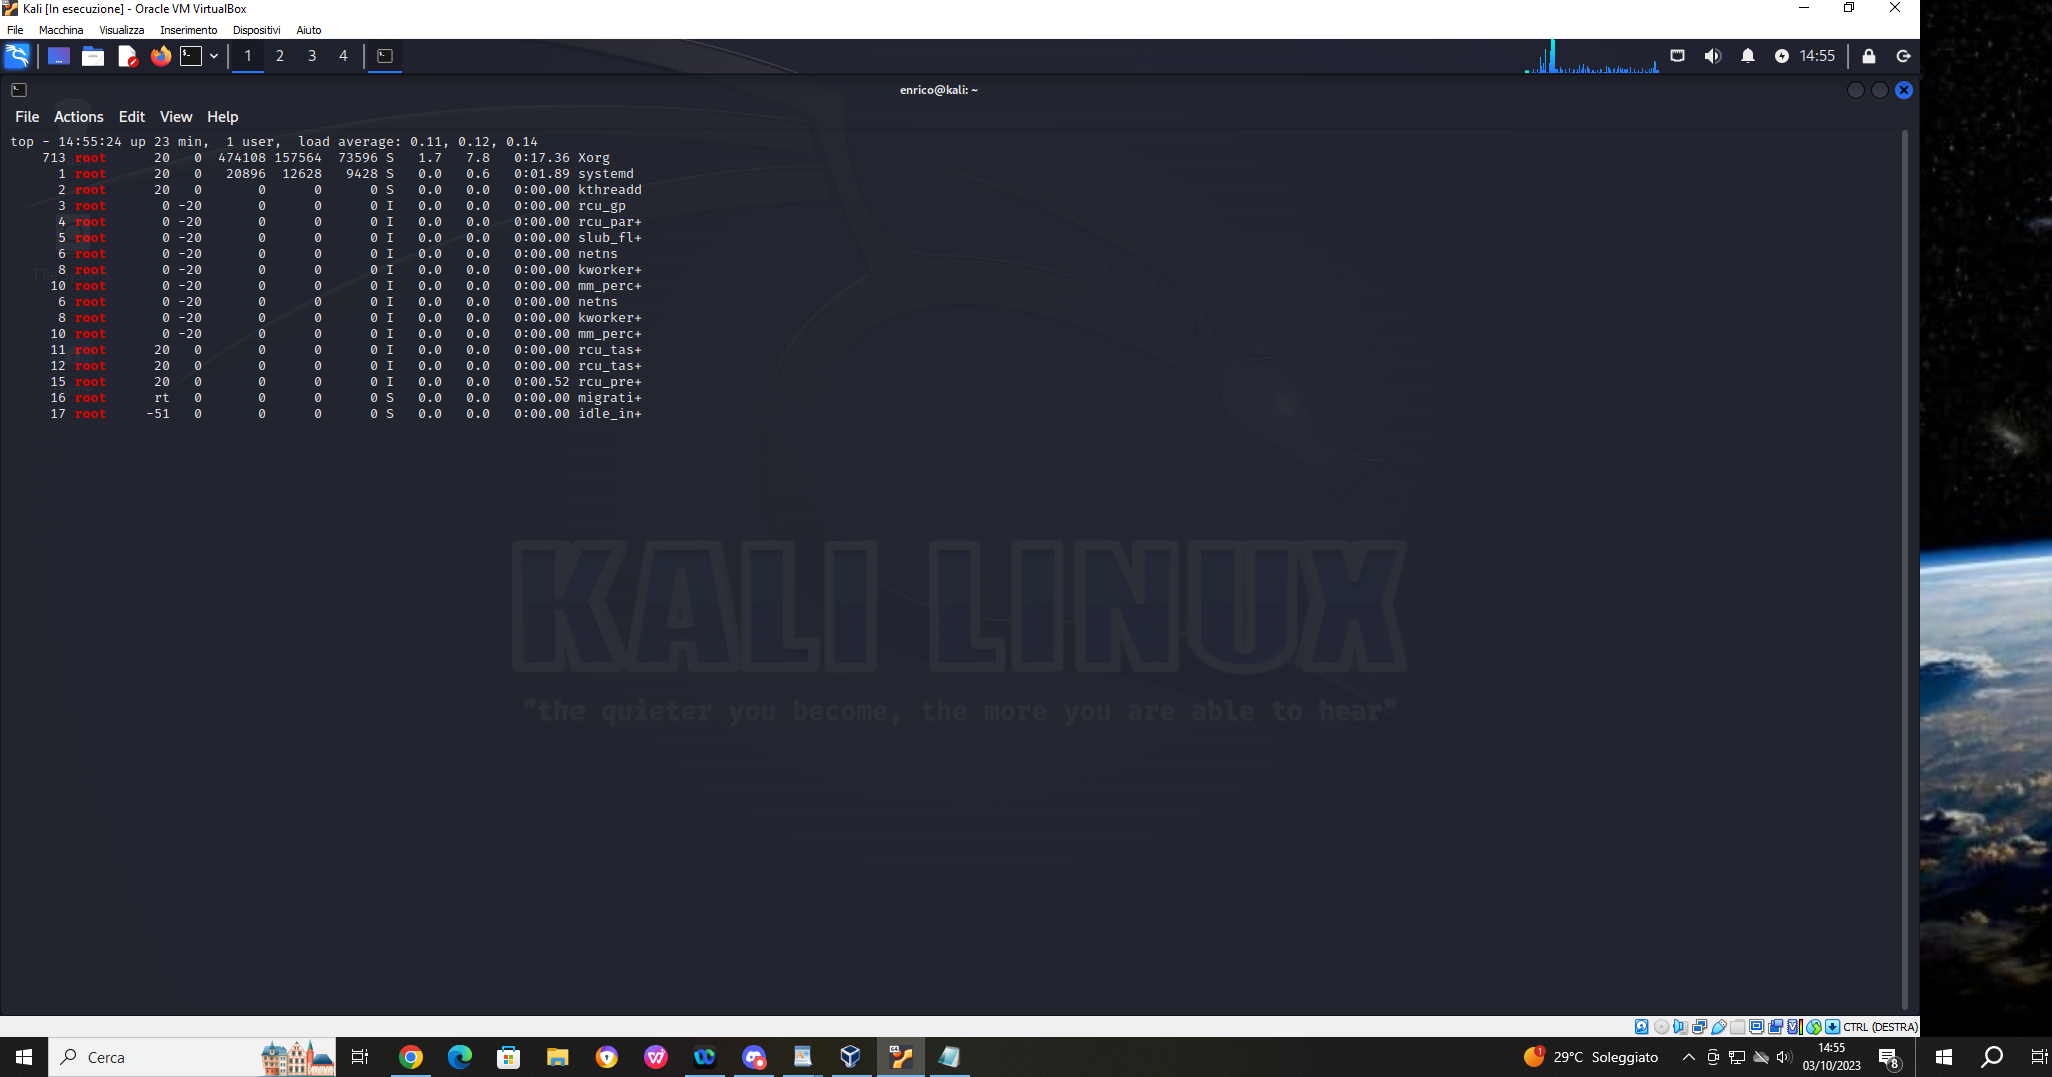 Kali [In esecuzione] - Oracle VM VirtualBox
File Macchina Visualizza Inserimento Dispositivi Aiuto
1 2 3 4 14:55
enrico@kali: ~
File Actions Edit View Help
top - 14:55:24 up 23 min,  1 user,  load average: 0.11, 0.12, 0.14
713 root 20 0 474108 157564 73596 S 1.7 7.8 0:17.36 Xorg
1 root 20 0 20896 12628 9428 S 0.0 0.6 0:01.89 systemd
2 root 20 0 0 0 0 S 0.0 0.0 0:00.00 kthreadd
3 root 0 -20 0 0 0 I 0.0 0.0 0:00.00 rcu_gp
4 root 0 -20 0 0 0 I 0.0 0.0 0:00.00 rcu_par+
5 root 0 -20 0 0 0 I 0.0 0.0 0:00.00 slub_fl+
6 root 0 -20 0 0 0 I 0.0 0.0 0:00.00 netns
8 root 0 -20 0 0 0 I 0.0 0.0 0:00.00 kworker+
10 root 0 -20 0 0 0 I 0.0 0.0 0:00.00 mm_perc+
6 root 0 -20 0 0 0 I 0.0 0.0 0:00.00 netns
8 root 0 -20 0 0 0 I 0.0 0.0 0:00.00 kworker+
10 root 0 -20 0 0 0 I 0.0 0.0 0:00.00 mm_perc+
11 root 20 0 0 0 0 I 0.0 0.0 0:00.00 rcu_tas+
12 root 20 0 0 0 0 I 0.0 0.0 0:00.00 rcu_tas+
15 root 20 0 0 0 0 I 0.0 0.0 0:00.52 rcu_pre+
16 root rt 0 0 0 0 S 0.0 0.0 0:00.00 migrati+
17 root -51 0 0 0 0 S 0.0 0.0 0:00.00 idle_in+
KALI LINUX
"the quieter you become, the more you are able to hear"
CTRL (DESTRA)
Cerca
29°C Soleggiato
14:55
03/10/2023
8